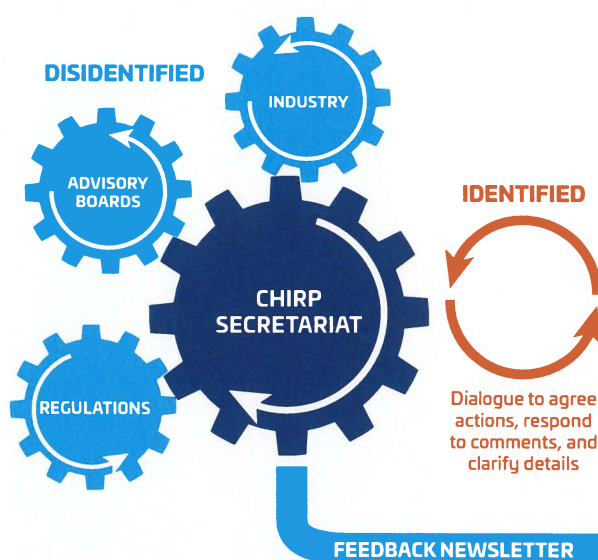 DISIDENTIFIED
INDUSTRY
ADVISORY
BOARDS
IDENTIFIED
CHIRP
SECRETARIAT
REGULATIONS
Dialogue to agree
actions, respond
to comments, and
clarify details
FEEDBACK NEWSLETTER